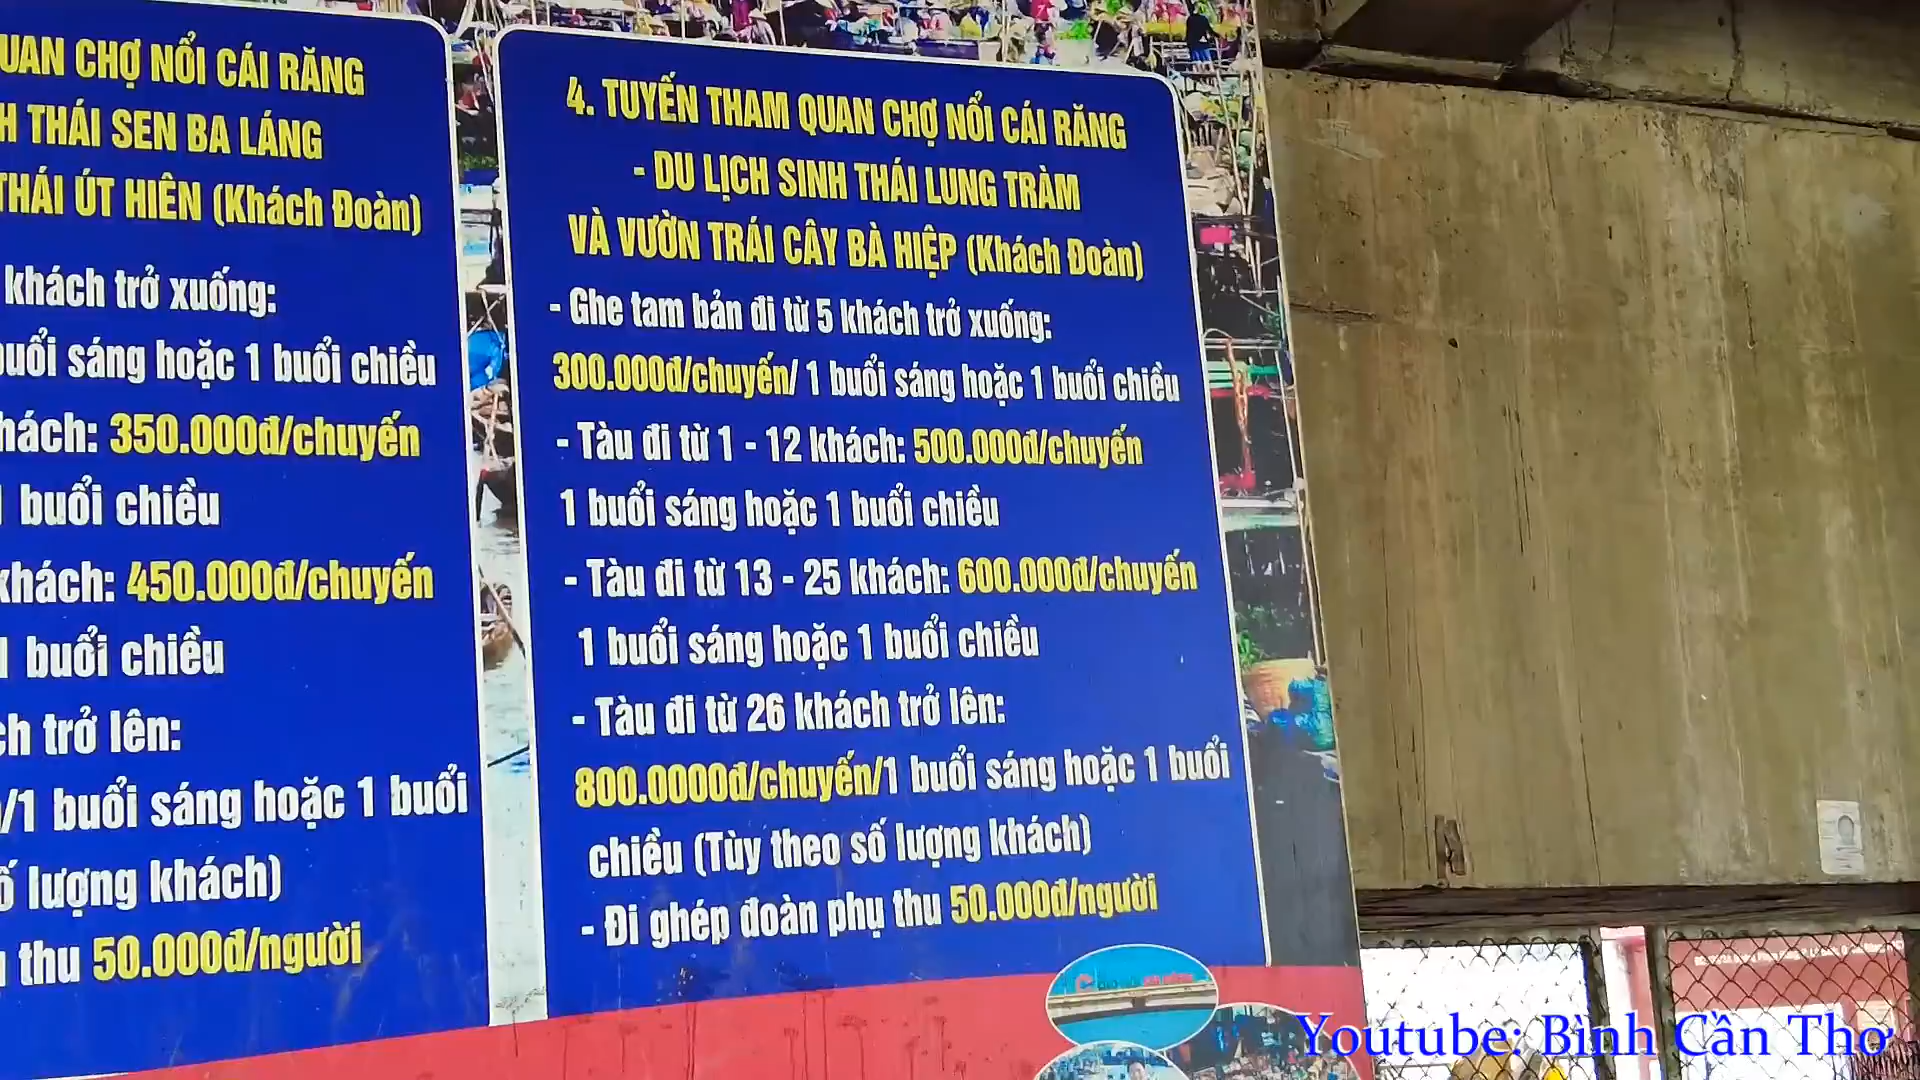 UAN CHỢ NỔI CÁI RĂNG
H THÁI SEN BA LÁNG
THÁI ÚT HIÊN (Khách Đoàn)
khách trở xuống:
buổi sáng hoặc 1 buổi chiều
hách: 350.000đ/chuyến
1 buổi chiều
khách: 450.000đ/chuyến
1 buổi chiều
ch trở lên:
/1 buổi sáng hoặc 1 buổi
ố lượng khách)
thu 50.000đ/người
4. TUYẾN THAM QUAN CHỢ NỔI CÁI RĂNG
- DU LỊCH SINH THÁI LUNG TRÀM
VÀ VƯỜN TRÁI CÂY BÀ HIỆP (Khách Đoàn)
- Ghe tam bản đi từ 5 khách trở xuống:
300.000đ/chuyến/ 1 buổi sáng hoặc 1 buổi chiều
- Tàu đi từ 1 - 12 khách: 500.000đ/chuyến
1 buổi sáng hoặc 1 buổi chiều
- Tàu đi từ 13 - 25 khách: 600.000đ/chuyến
1 buổi sáng hoặc 1 buổi chiều
- Tàu đi từ 26 khách trở lên:
800.0000đ/chuyến/1 buổi sáng hoặc 1 buổi
chiều (Tùy theo số lượng khách)
- Đi ghép đoàn phụ thu 50.000đ/người
Youtube: Bình Cần Thơ